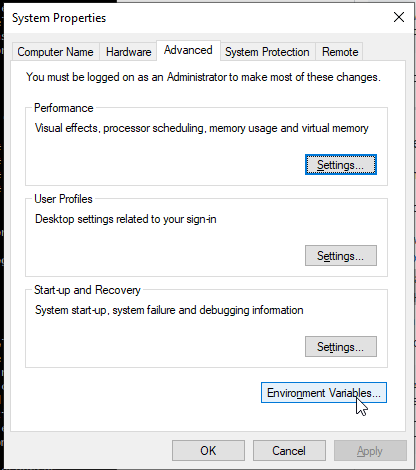 System Properties
Computer Name Hardware Advanced System Protection Remote
You must be logged on as an Administrator to make most of these changes.
Performance
Visual effects, processor scheduling, memory usage and virtual memory
Settings...
User Profiles
Desktop settings related to your sign-in
Settings...
Start-up and Recovery
System start-up, system failure and debugging information
Settings...
Environment Variables...
OK Cancel Apply